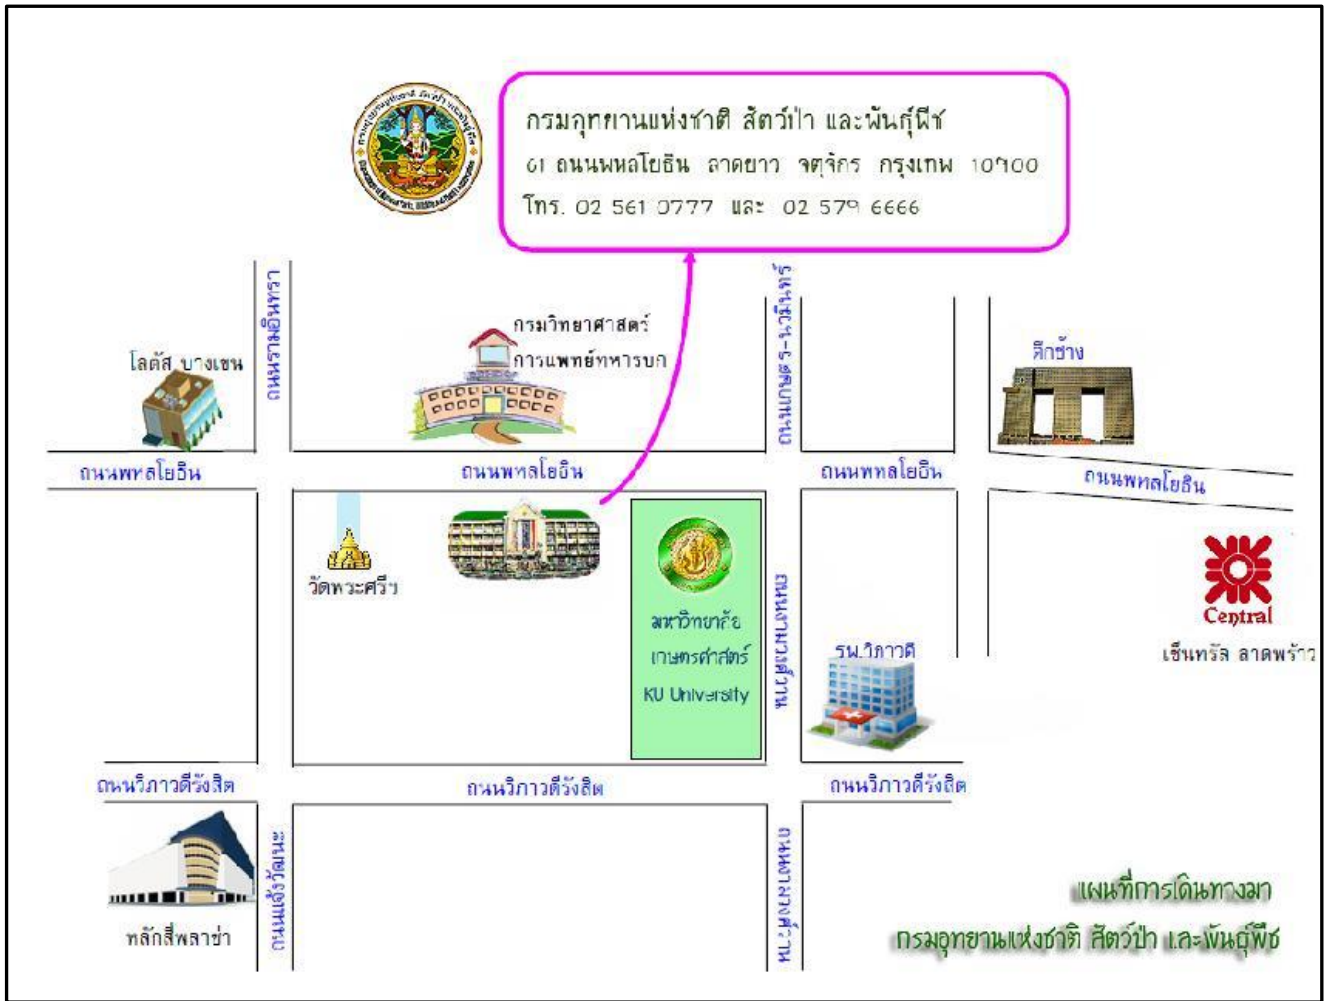 กรมอุทยานแห่งชาติ สัตว์ป่า และพันธุ์พืช
61 ถนนพหลโยธิน ลาดยาว จตุจักร กรุงเทพ 10900
โทร. 02 561 0777 และ 02 579 6666
ถนนรามอินทรา
ถนนเกษตร-นวมินทร์
กรมวิทยาศาสตร์
การแพทย์ทหารบก
โลตัส บางเขน
ตึกช้าง
ถนนพหลโยธิน
ถนนพหลโยธิน
ถนนพหลโยธิน
ถนนพหลโยธิน
วัดพระศรีฯ
มหาวิทยาลัย
เกษตรศาสตร์
KU University
ถนนงามวงศ์วาน
รพ.วิภาวดี
Central
เซ็นทรัล ลาดพร้าว
ถนนวิภาวดีรังสิต
ถนนวิภาวดีรังสิต
ถนนวิภาวดีรังสิต
ถนนแจ้งวัฒนะ
ถนนงามวงศ์วาน
หลักสี่พลาซ่า
แผนที่การเดินทางมา
กรมอุทยานแห่งชาติ สัตว์ป่า และพันธุ์พืช